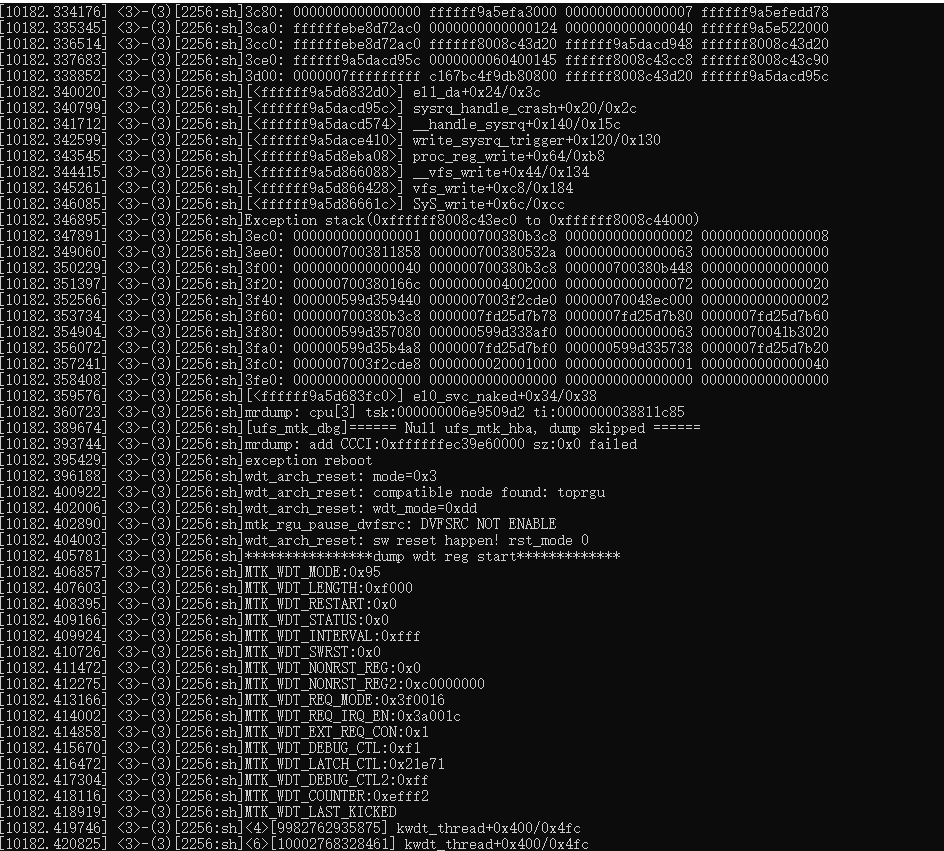 [10182.334176] <3>-(3)[2256:sh]3c80: 0000000000000000 ffffff9a5efa3000 0000000000000007 ffffff9a5efedd78
[10182.335345] <3>-(3)[2256:sh]3ca0: ffffffebe8d72ac0 0000000000000124 0000000000000040 ffffff9a5e522000
[10182.336514] <3>-(3)[2256:sh]3cc0: ffffffebe8d72ac0 ffffff8008c43d20 ffffff9a5dacd948 ffffff8008c43d20
[10182.337683] <3>-(3)[2256:sh]3ce0: ffffff9a5dacd95c 0000000060400145 ffffff8008c43cc8 ffffff8008c43c90
[10182.338852] <3>-(3)[2256:sh]3d00: 0000007fffffffff c167bc4f9db80800 ffffff8008c43d20 ffffff9a5dacd95c
[10182.340020] <3>-(3)[2256:sh][<ffffff9a5d6832d0>] el1_da+0x24/0x3c
[10182.340799] <3>-(3)[2256:sh][<ffffff9a5dacd95c>] sysrq_handle_crash+0x20/0x2c
[10182.341712] <3>-(3)[2256:sh][<ffffff9a5dacd574>] __handle_sysrq+0x140/0x15c
[10182.342599] <3>-(3)[2256:sh][<ffffff9a5dace410>] write_sysrq_trigger+0x120/0x130
[10182.343545] <3>-(3)[2256:sh][<ffffff9a5d8eba08>] proc_reg_write+0x64/0xb8
[10182.344415] <3>-(3)[2256:sh][<ffffff9a5d866088>] __vfs_write+0x44/0x134
[10182.345261] <3>-(3)[2256:sh][<ffffff9a5d866428>] vfs_write+0xc8/0x184
[10182.346085] <3>-(3)[2256:sh][<ffffff9a5d86661c>] SyS_write+0x6c/0xcc
[10182.346895] <3>-(3)[2256:sh]Exception stack(0xffffff8008c43ec0 to 0xffffff8008c44000)
[10182.347891] <3>-(3)[2256:sh]3ec0: 0000000000000001 000000700380b3c8 0000000000000002 0000000000000008
[10182.349060] <3>-(3)[2256:sh]3ee0: 0000007003811858 000000700380532a 0000000000000063 0000000000000000
[10182.350229] <3>-(3)[2256:sh]3f00: 0000000000000040 000000700380b3c8 000000700380b448 0000000000000000
[10182.351397] <3>-(3)[2256:sh]3f20: 000000700380166c 0000000004002000 0000000000000072 0000000000000020
[10182.352566] <3>-(3)[2256:sh]3f40: 000000599d359440 0000007003f2cde0 00000070048ec000 0000000000000002
[10182.353734] <3>-(3)[2256:sh]3f60: 000000700380b3c8 0000007fd25d7b78 0000007fd25d7b80 0000007fd25d7b60
[10182.354904] <3>-(3)[2256:sh]3f80: 000000599d357080 000000599d338af0 0000000000000063 00000070041b3020
[10182.356072] <3>-(3)[2256:sh]3fa0: 000000599d35b4a8 0000007fd25d7bf0 000000599d335738 0000007fd25d7b20
[10182.357241] <3>-(3)[2256:sh]3fc0: 0000007003f2cde8 0000000020001000 0000000000000001 0000000000000040
[10182.358408] <3>-(3)[2256:sh]3fe0: 0000000000000000 0000000000000000 0000000000000000 0000000000000000
[10182.359576] <3>-(3)[2256:sh][<ffffff9a5d683fc0>] el0_svc_naked+0x34/0x38
[10182.360723] <3>-(3)[2256:sh]mrdump: cpu[3] tsk:000000006e9509d2 ti:0000000038811c85
[10182.389674] <3>-(3)[2256:sh][ufs_mtk_dbg]====== Null ufs_mtk_hba, dump skipped ======
[10182.393744] <3>-(3)[2256:sh]mrdump: add CCCI:0xffffffec39e60000 sz:0x0 failed
[10182.395429] <3>-(3)[2256:sh]exception reboot
[10182.396188] <3>-(3)[2256:sh]wdt_arch_reset: mode=0x3
[10182.400922] <3>-(3)[2256:sh]wdt_arch_reset: compatible node found: toprgu
[10182.402006] <3>-(3)[2256:sh]wdt_arch_reset: wdt_mode=0xdd
[10182.402890] <3>-(3)[2256:sh]mtk_rgu_pause_dvfsrc: DVFSRC NOT ENABLE
[10182.403934] <3>-(3)[2256:sh]wdt_arch_reset: sw reset happen! rst_mode 0
[10182.405781] <3>-(3)[2256:sh]****************dump wdt reg start*************
[10182.406857] <3>-(3)[2256:sh]MTK_WDT_MODE:0x95
[10182.407603] <3>-(3)[2256:sh]MTK_WDT_LENGTH:0xf000
[10182.408395] <3>-(3)[2256:sh]MTK_WDT_RESTART:0x0
[10182.409166] <3>-(3)[2256:sh]MTK_WDT_STATUS:0x0
[10182.409924] <3>-(3)[2256:sh]MTK_WDT_INTERVAL:0xfff
[10182.410726] <3>-(3)[2256:sh]MTK_WDT_SWRST:0x0
[10182.411472] <3>-(3)[2256:sh]MTK_WDT_NONRST_REG:0x0
[10182.412275] <3>-(3)[2256:sh]MTK_WDT_NONRST_REG2:0xc0000000
[10182.413166] <3>-(3)[2256:sh]MTK_WDT_REQ_MODE:0x3f0016
[10182.414002] <3>-(3)[2256:sh]MTK_WDT_REQ_IRQ_EN:0x3a001c
[10182.414858] <3>-(3)[2256:sh]MTK_WDT_EXT_REQ_CON:0x1
[10182.415670] <3>-(3)[2256:sh]MTK_WDT_DEBUG_CTL:0xf1
[10182.416472] <3>-(3)[2256:sh]MTK_WDT_LATCH_CTL:0x21e71
[10182.417304] <3>-(3)[2256:sh]MTK_WDT_DEBUG_CTL2:0xff
[10182.418116] <3>-(3)[2256:sh]MTK_WDT_COUNTER:0xefff2
[10182.418919] <3>-(3)[2256:sh]MTK_WDT_LAST_KICKED
[10182.419746] <3>-(3)[2256:sh]<4>[9982762935875] kwdt_thread+0x400/0x4fc
[10182.420825] <3>-(3)[2256:sh]<6>[10002768328461] kwdt_thread+0x400/0x4fc